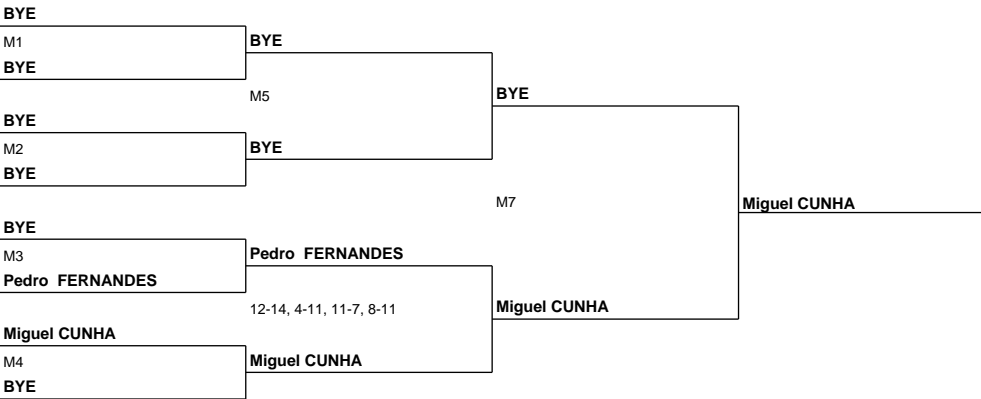 BYE
M1
BYE
BYE
M5
BYE
BYE
M2
BYE
BYE
M7
Miguel CUNHA
BYE
M3
Pedro  FERNANDES
Pedro  FERNANDES
12-14, 4-11, 11-7, 8-11
Miguel CUNHA
Miguel CUNHA
M4
Miguel CUNHA
BYE